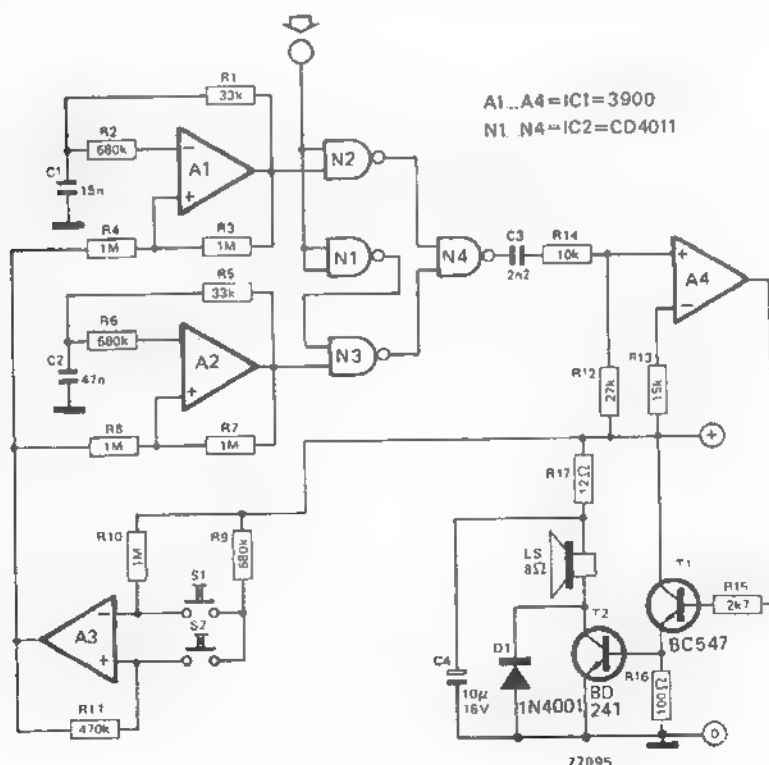 R1
33k
A1...A4=IC1=3900
N1...N4=IC2=CD4011
R2
680k
−
A1
+
N2
C1
15n
R4
1M
R3
1M
N1
N4
C3
2n2
R14
10k
+
A4
−
R5
33k
R6
680k
−
A2
+
N3
C2
47n
R12
27k
R13
15k
R8
1M
R7
1M
+
R17
12Ω
R10
1M
R9
680k
S1
S2
LS
8Ω
T1
R15
2k7
A3
−
+
BC547
T2
D1
C4
10µ
16V
1N4001
BD
241
R16
100Ω
R11
470k
0
77095